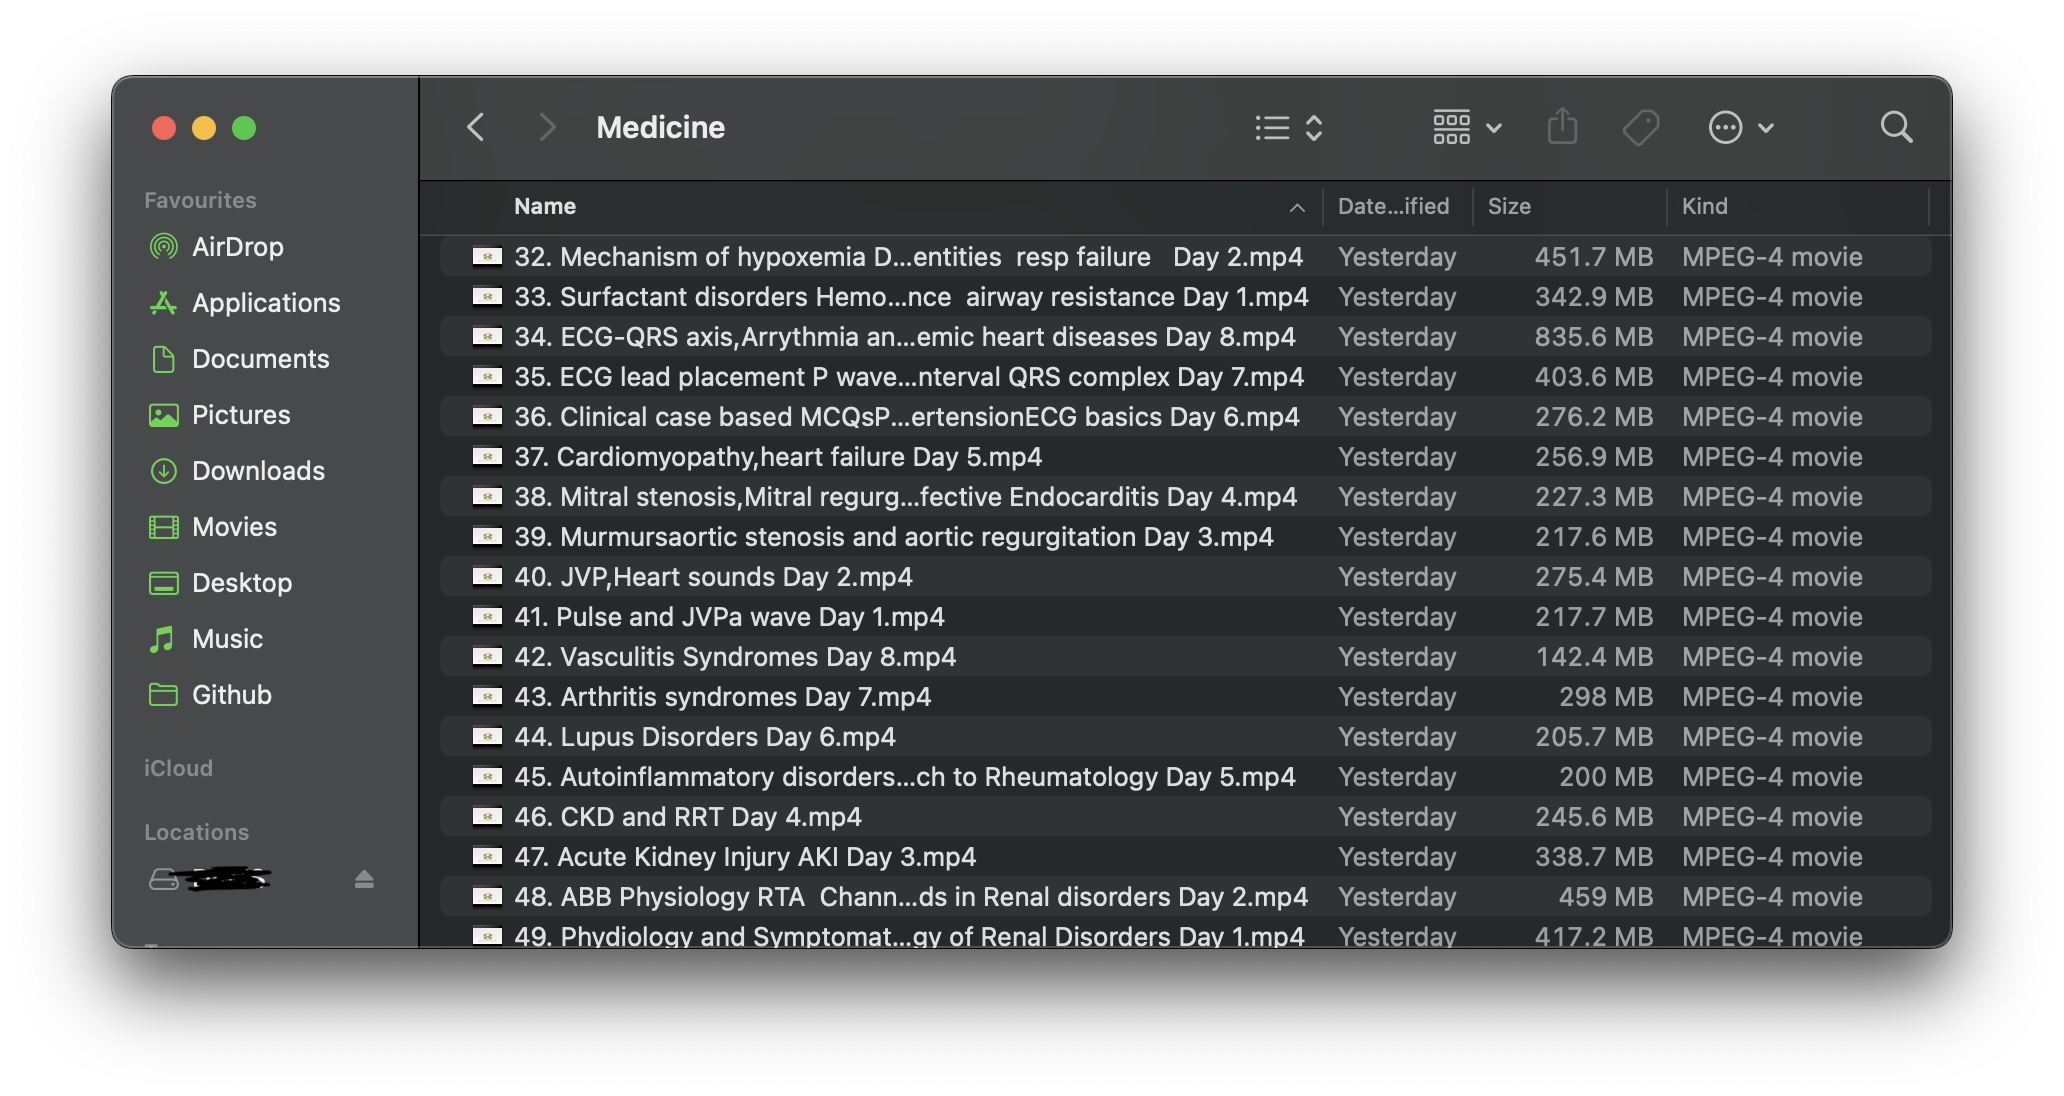 Medicine
Favourites
AirDrop
Applications
Documents
Pictures
Downloads
Movies
Desktop
Music
Github
iCloud
Locations
Name Date...ified Size Kind
32. Mechanism of hypoxemia D...entities  resp failure   Day 2.mp4 Yesterday 451.7 MB MPEG-4 movie
33. Surfactant disorders Hemo...nce  airway resistance Day 1.mp4 Yesterday 342.9 MB MPEG-4 movie
34. ECG-QRS axis,Arrythmia an...emic heart diseases Day 8.mp4 Yesterday 835.6 MB MPEG-4 movie
35. ECG lead placement P wave...nterval QRS complex Day 7.mp4 Yesterday 403.6 MB MPEG-4 movie
36. Clinical case based MCQsP...ertensionECG basics Day 6.mp4 Yesterday 276.2 MB MPEG-4 movie
37. Cardiomyopathy,heart failure Day 5.mp4 Yesterday 256.9 MB MPEG-4 movie
38. Mitral stenosis,Mitral regurg...fective Endocarditis Day 4.mp4 Yesterday 227.3 MB MPEG-4 movie
39. Murmursaortic stenosis and aortic regurgitation Day 3.mp4 Yesterday 217.6 MB MPEG-4 movie
40. JVP,Heart sounds Day 2.mp4 Yesterday 275.4 MB MPEG-4 movie
41. Pulse and JVPa wave Day 1.mp4 Yesterday 217.7 MB MPEG-4 movie
42. Vasculitis Syndromes Day 8.mp4 Yesterday 142.4 MB MPEG-4 movie
43. Arthritis syndromes Day 7.mp4 Yesterday 298 MB MPEG-4 movie
44. Lupus Disorders Day 6.mp4 Yesterday 205.7 MB MPEG-4 movie
45. Autoinflammatory disorders...ch to Rheumatology Day 5.mp4 Yesterday 200 MB MPEG-4 movie
46. CKD and RRT Day 4.mp4 Yesterday 245.6 MB MPEG-4 movie
47. Acute Kidney Injury AKI Day 3.mp4 Yesterday 338.7 MB MPEG-4 movie
48. ABB Physiology RTA  Chann...ds in Renal disorders Day 2.mp4 Yesterday 459 MB MPEG-4 movie
49. Phydiology and Symptomat...gy of Renal Disorders Day 1.mp4 Yesterday 417.2 MB MPEG-4 movie